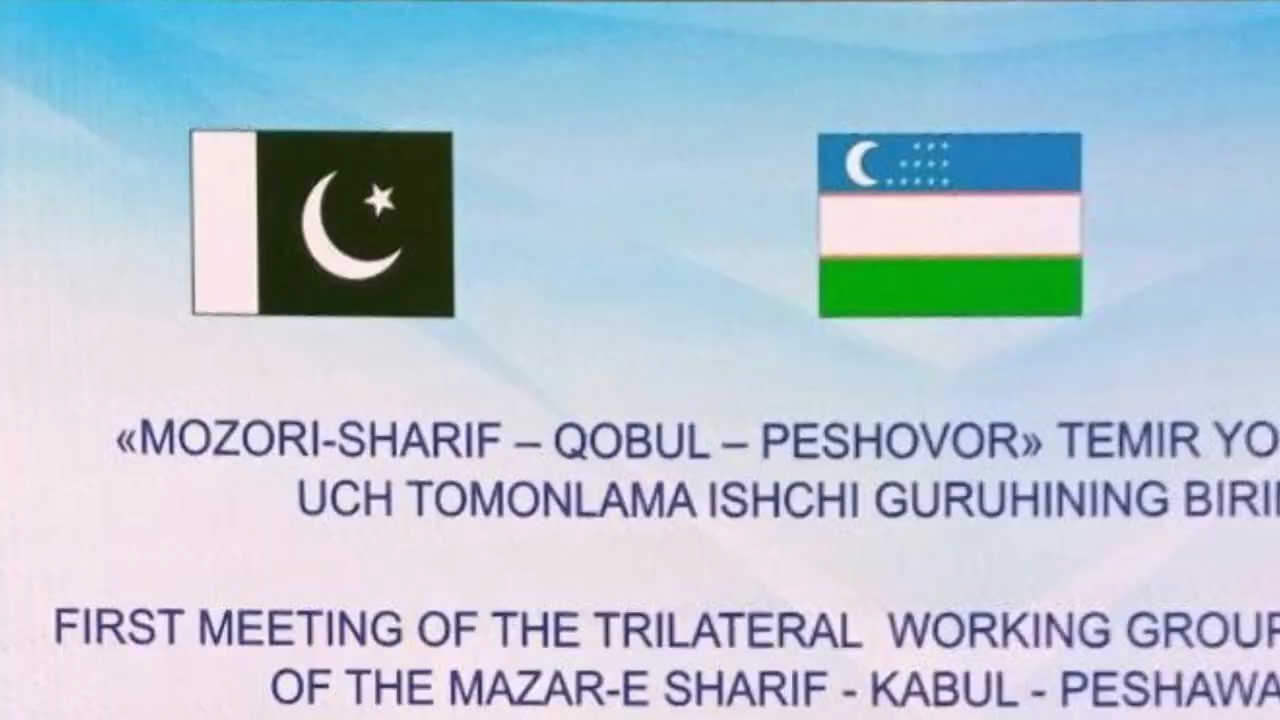 «MOZORI-SHARIF – QOBUL – PESHOVOR» TEMIR YO
UCH TOMONLAMA ISHCHI GURUHINING BIRI
FIRST MEETING OF THE TRILATERAL WORKING GROUP
OF THE MAZAR-E SHARIF - KABUL - PESHAWA